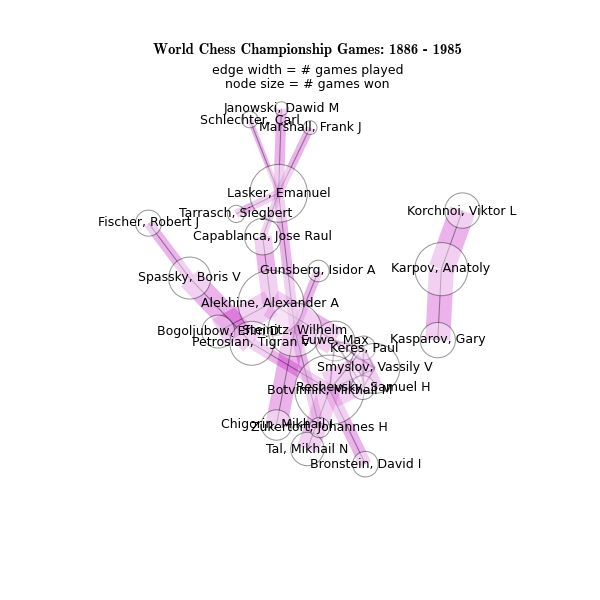 World Chess Championship Games: 1886 - 1985
edge width = # games played
node size = # games won
Janowski, Dawid M
Schlechter, Carl
Marshall, Frank J
Lasker, Emanuel
Tarrasch, Siegbert
Korchnoi, Viktor L
Fischer, Robert J
Capablanca, Jose Raul
Gunsberg, Isidor A
Karpov, Anatoly
Spassky, Boris V
Alekhine, Alexander A
Bogoljubow, Efim D
Steinitz, Wilhelm
Petrosian, Tigran V
Euwe, Max
Kasparov, Gary
Keres, Paul
Smyslov, Vassily V
Reshevsky, Samuel H
Botvinnik, Mikhail M
Chigorin, Mikhail I
Zukertort, Johannes H
Tal, Mikhail N
Bronstein, David I